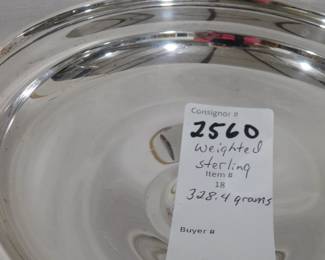 Consignor #
2560
weighted
sterling
Item #
18
328.4 grams
Buyer #